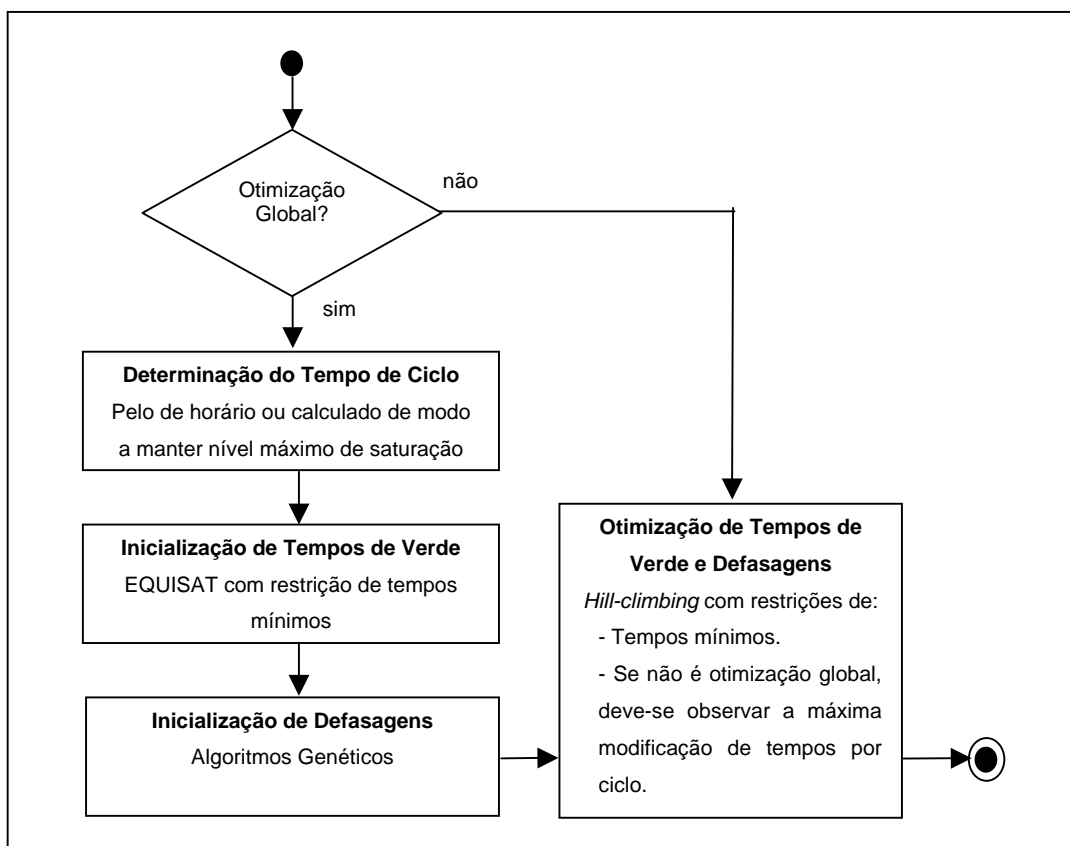 Otimização
Global?
não
sim
Determinação do Tempo de Ciclo
Pelo de horário ou calculado de modo
a manter nível máximo de saturação
Inicialização de Tempos de Verde
EQUISAT com restrição de tempos
mínimos
Inicialização de Defasagens
Algoritmos Genéticos
Otimização de Tempos de
Verde e Defasagens
Hill-climbing com restrições de:
- Tempos mínimos.
- Se não é otimização global,
deve-se observar a máxima
modificação de tempos por
ciclo.